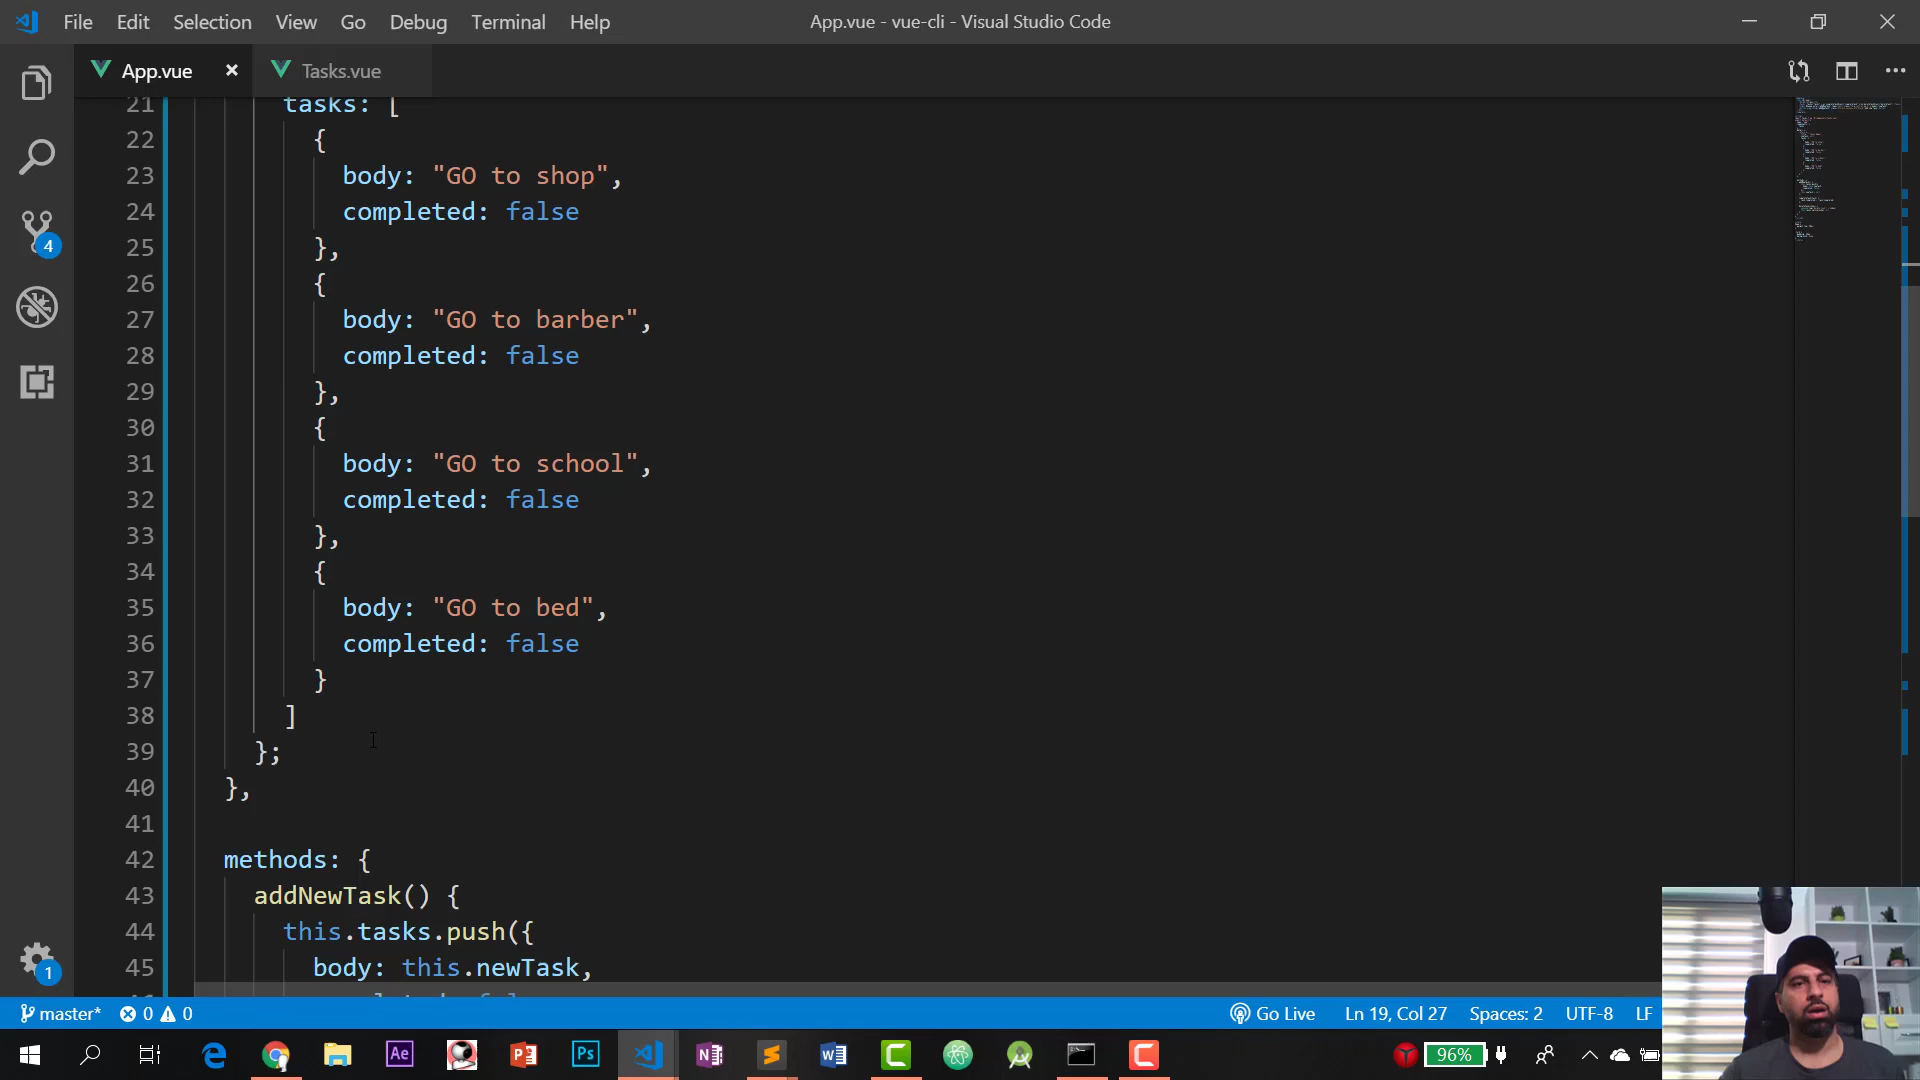 File Edit Selection View Go Debug Terminal Help App.vue - vue-cli - Visual Studio Code
App.vue Tasks.vue
21 tasks: [
22 {
23 body: "GO to shop",
24 completed: false
25 },
26 {
27 body: "GO to barber",
28 completed: false
29 },
30 {
31 body: "GO to school",
32 completed: false
33 },
34 {
35 body: "GO to bed",
36 completed: false
37 }
38 ]
39 };
40 },
41
42 methods: {
43 addNewTask() {
44 this.tasks.push({
45 body: this.newTask,
4
1
master* 0 0 Go Live Ln 19, Col 27 Spaces: 2 UTF-8 LF
Ae Ps 96%